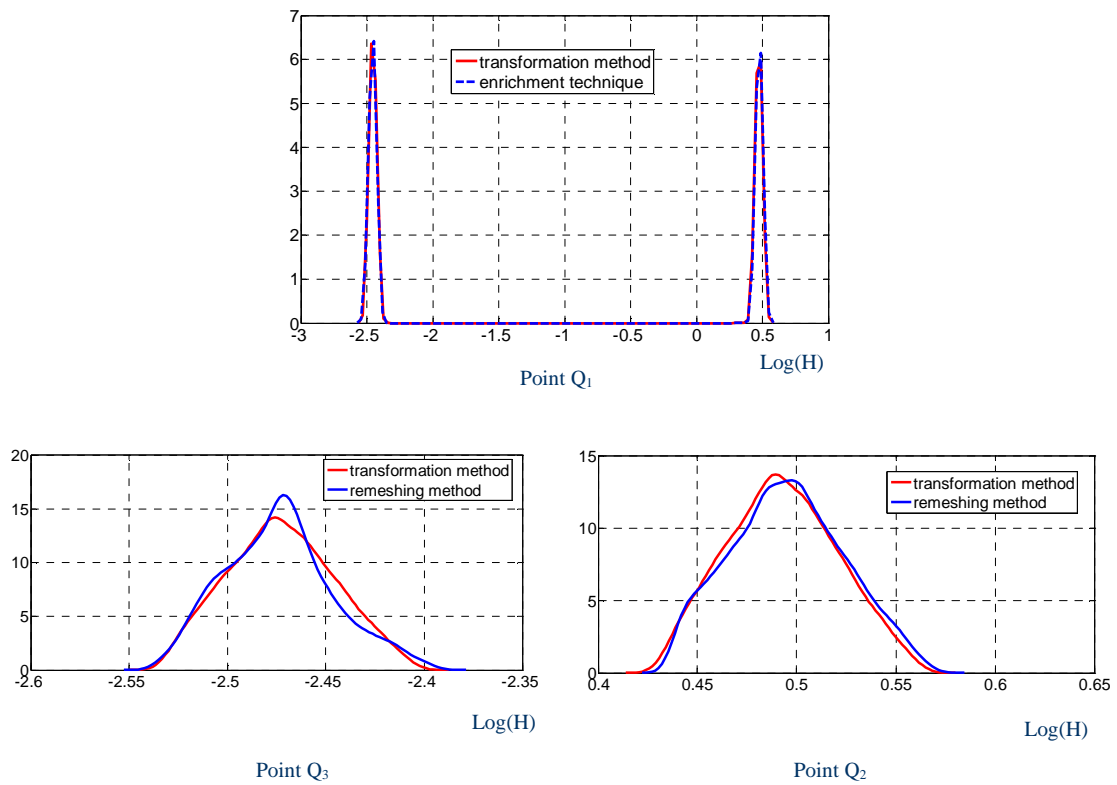 7
6
5
4
3
2
1
0
transformation method
enrichment technique
-3 -2.5 -2 -1.5 -1 -0.5 0 0.5 1
Log(H)
Point Q1
20
15
10
5
0
transformation method
remeshing method
-2.6 -2.55 -2.5 -2.45 -2.4 -2.35
Log(H)
Point Q3
15
10
5
0
transformation method
remeshing method
0.4 0.45 0.5 0.55 0.6 0.65
Log(H)
Point Q2